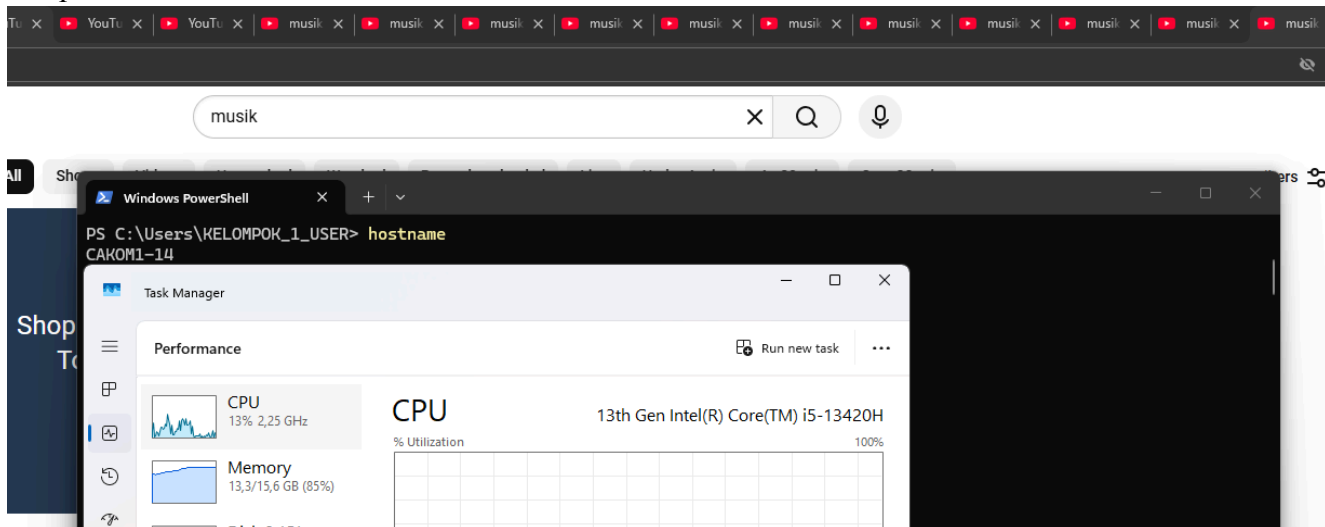 YouTu
YouTu
musik
musik
musik
musik
musik
musik
musik
musik
musik
musik
musik
musik
All
Windows PowerShell
PS C:\Users\KELOMPOK_1_USER> hostname
CAKOM1-14
Task Manager
Shop
To
Performance
Run new task
CPU
13% 2,25 GHz
CPU
13th Gen Intel(R) Core(TM) i5-13420H
% Utilization
100%
Memory
13,3/15,6 GB (85%)